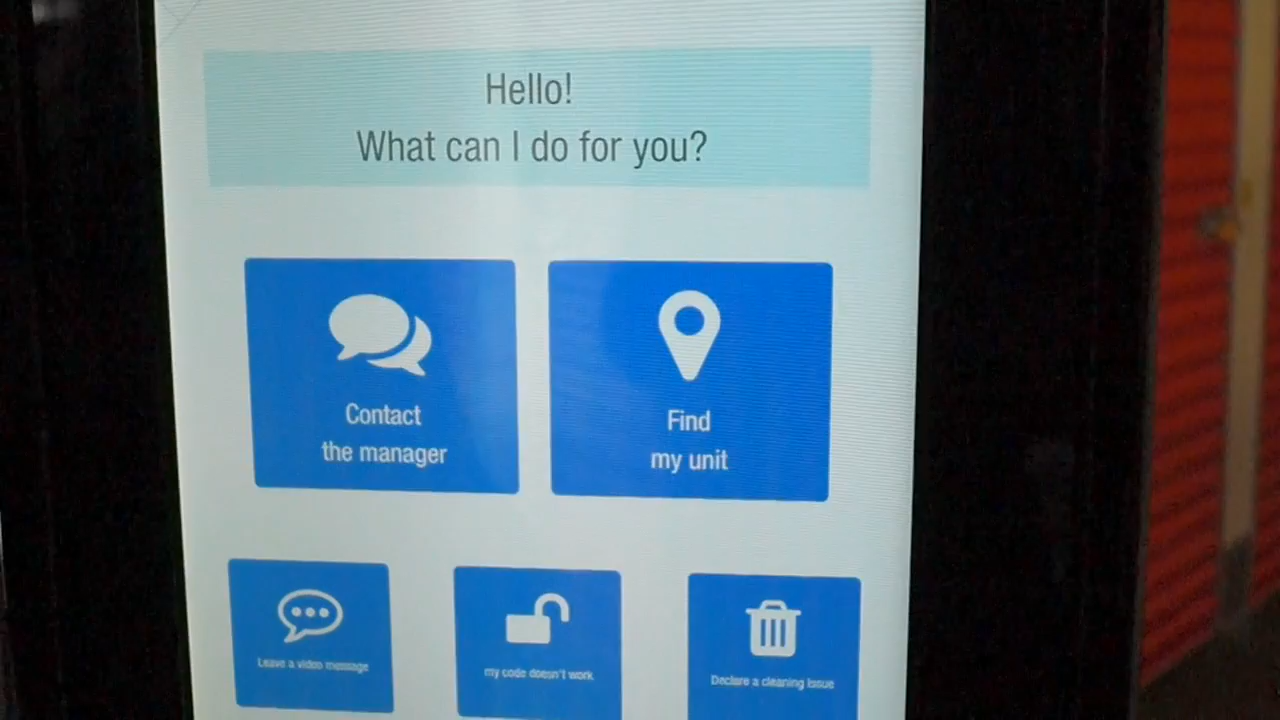 Hello!
What can I do for you?
Contact
the manager
Find
my unit
Leave a video message
my code doesn't work
Declare a cleaning issue